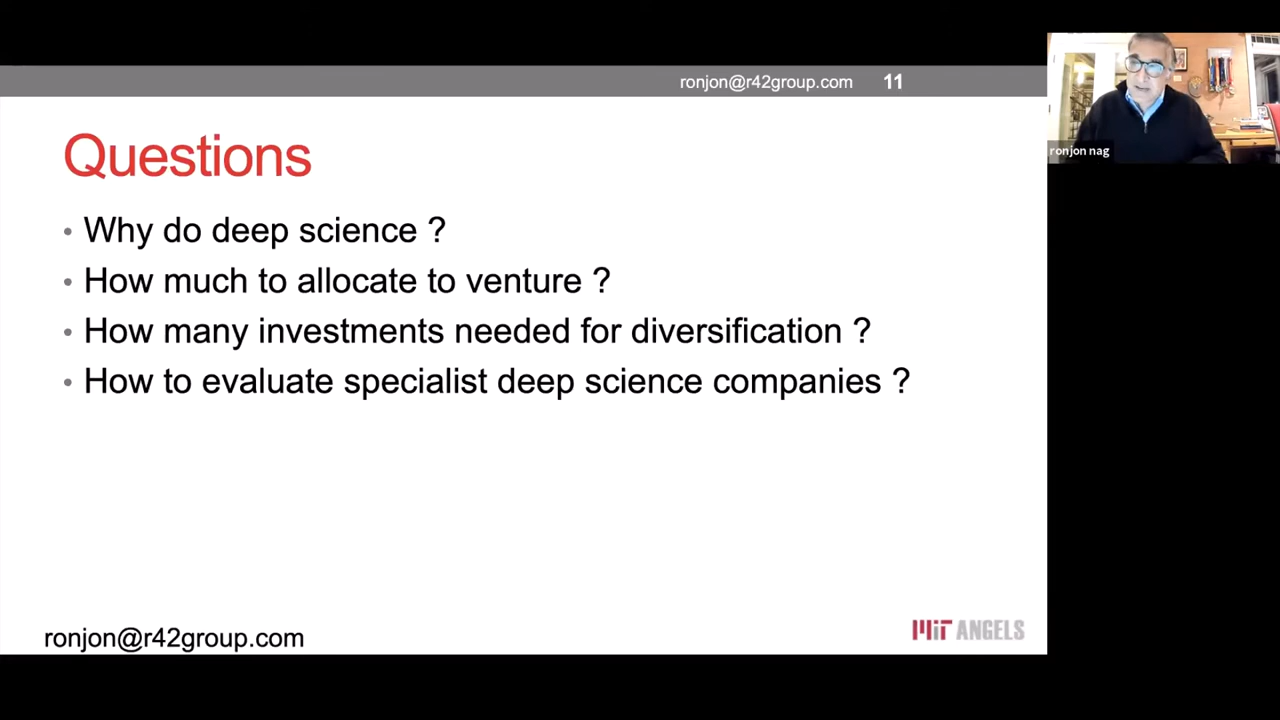 ronjon@r42group.com 11
ronjon nag
Questions
• Why do deep science ?
• How much to allocate to venture ?
• How many investments needed for diversification ?
• How to evaluate specialist deep science companies ?
ronjon@r42group.com
MIT ANGELS